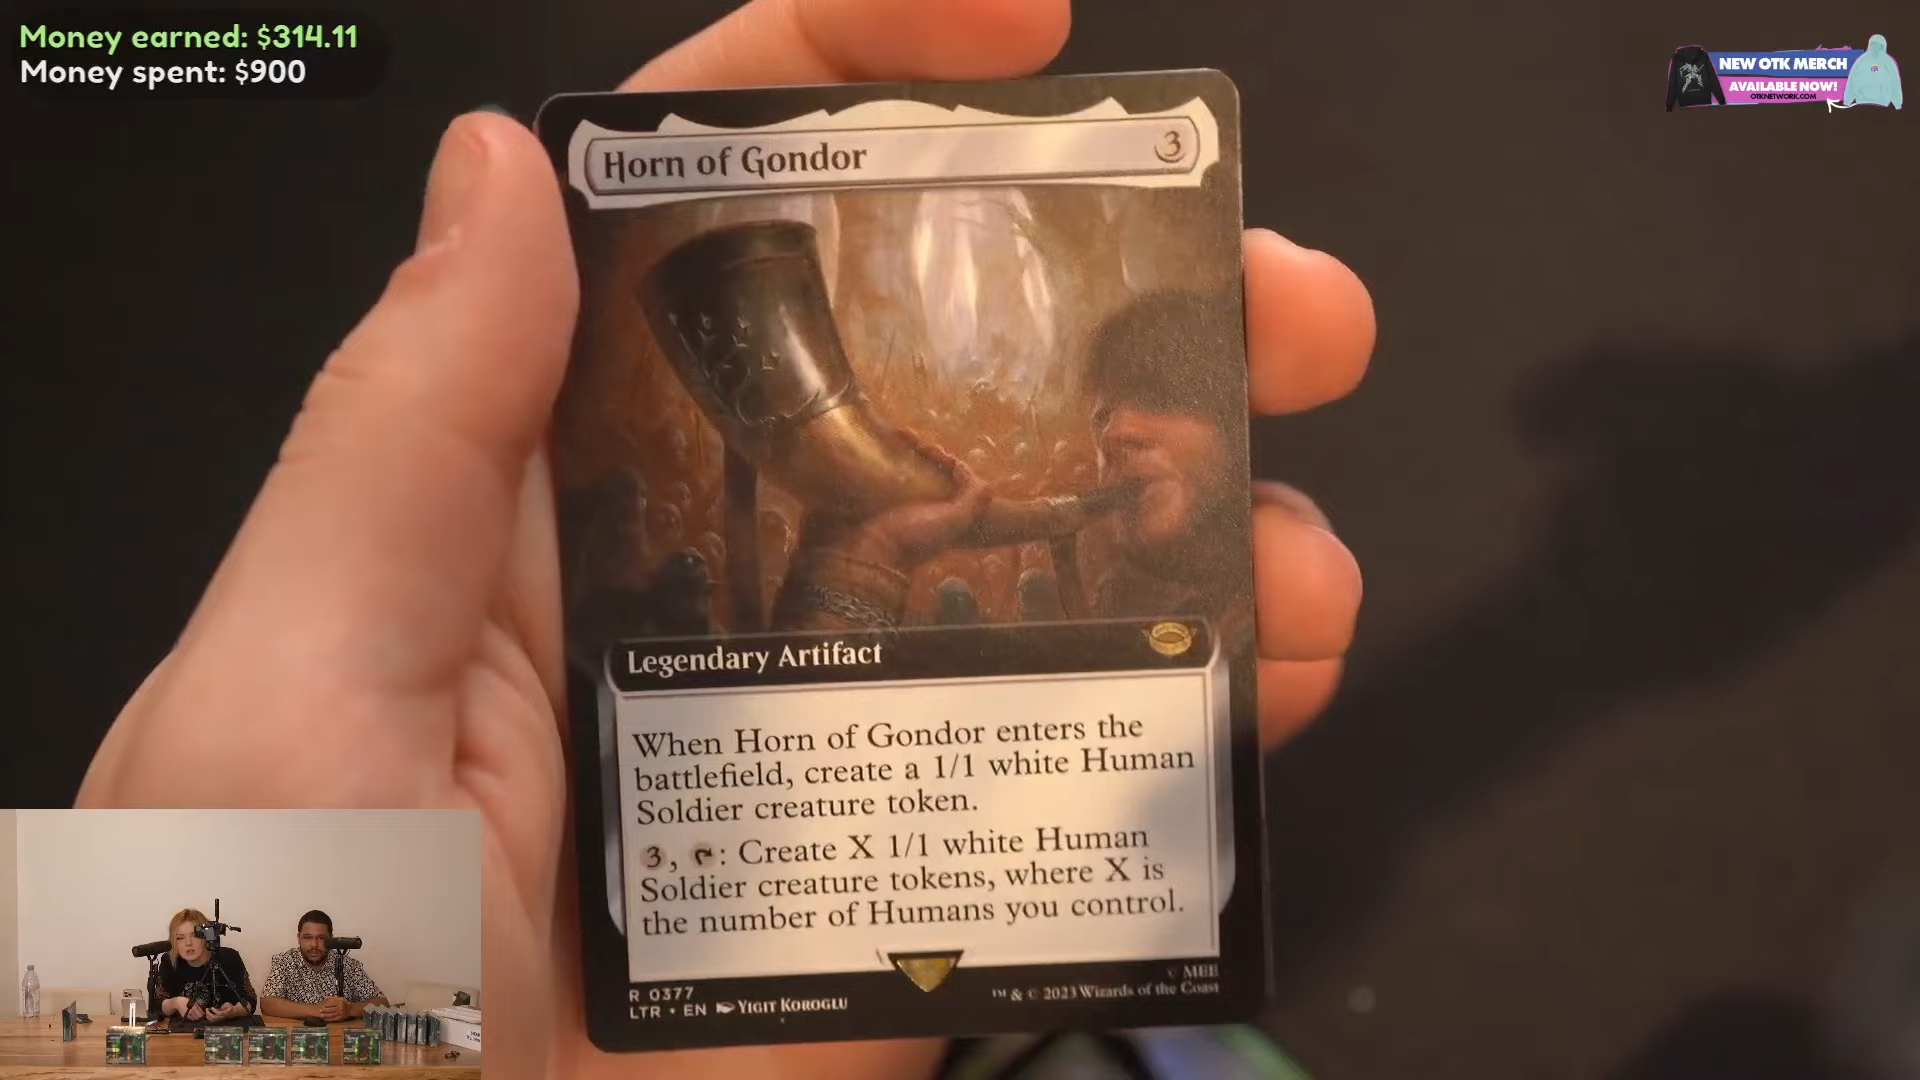 Money earned: $314.11
Money spent: $900
NEW OTK MERCH
AVAILABLE NOW!
OTKNETWORK.COM
Horn of Gondor
3
Legendary Artifact
When Horn of Gondor enters the
battlefield, create a 1/1 white Human
Soldier creature token.
3, : Create X 1/1 white Human
Soldier creature tokens, where X is
the number of Humans you control.
R 0377
LTR • EN YIGIT KOROGLU
© MEE
™ & © 2023 Wizards of the Coast